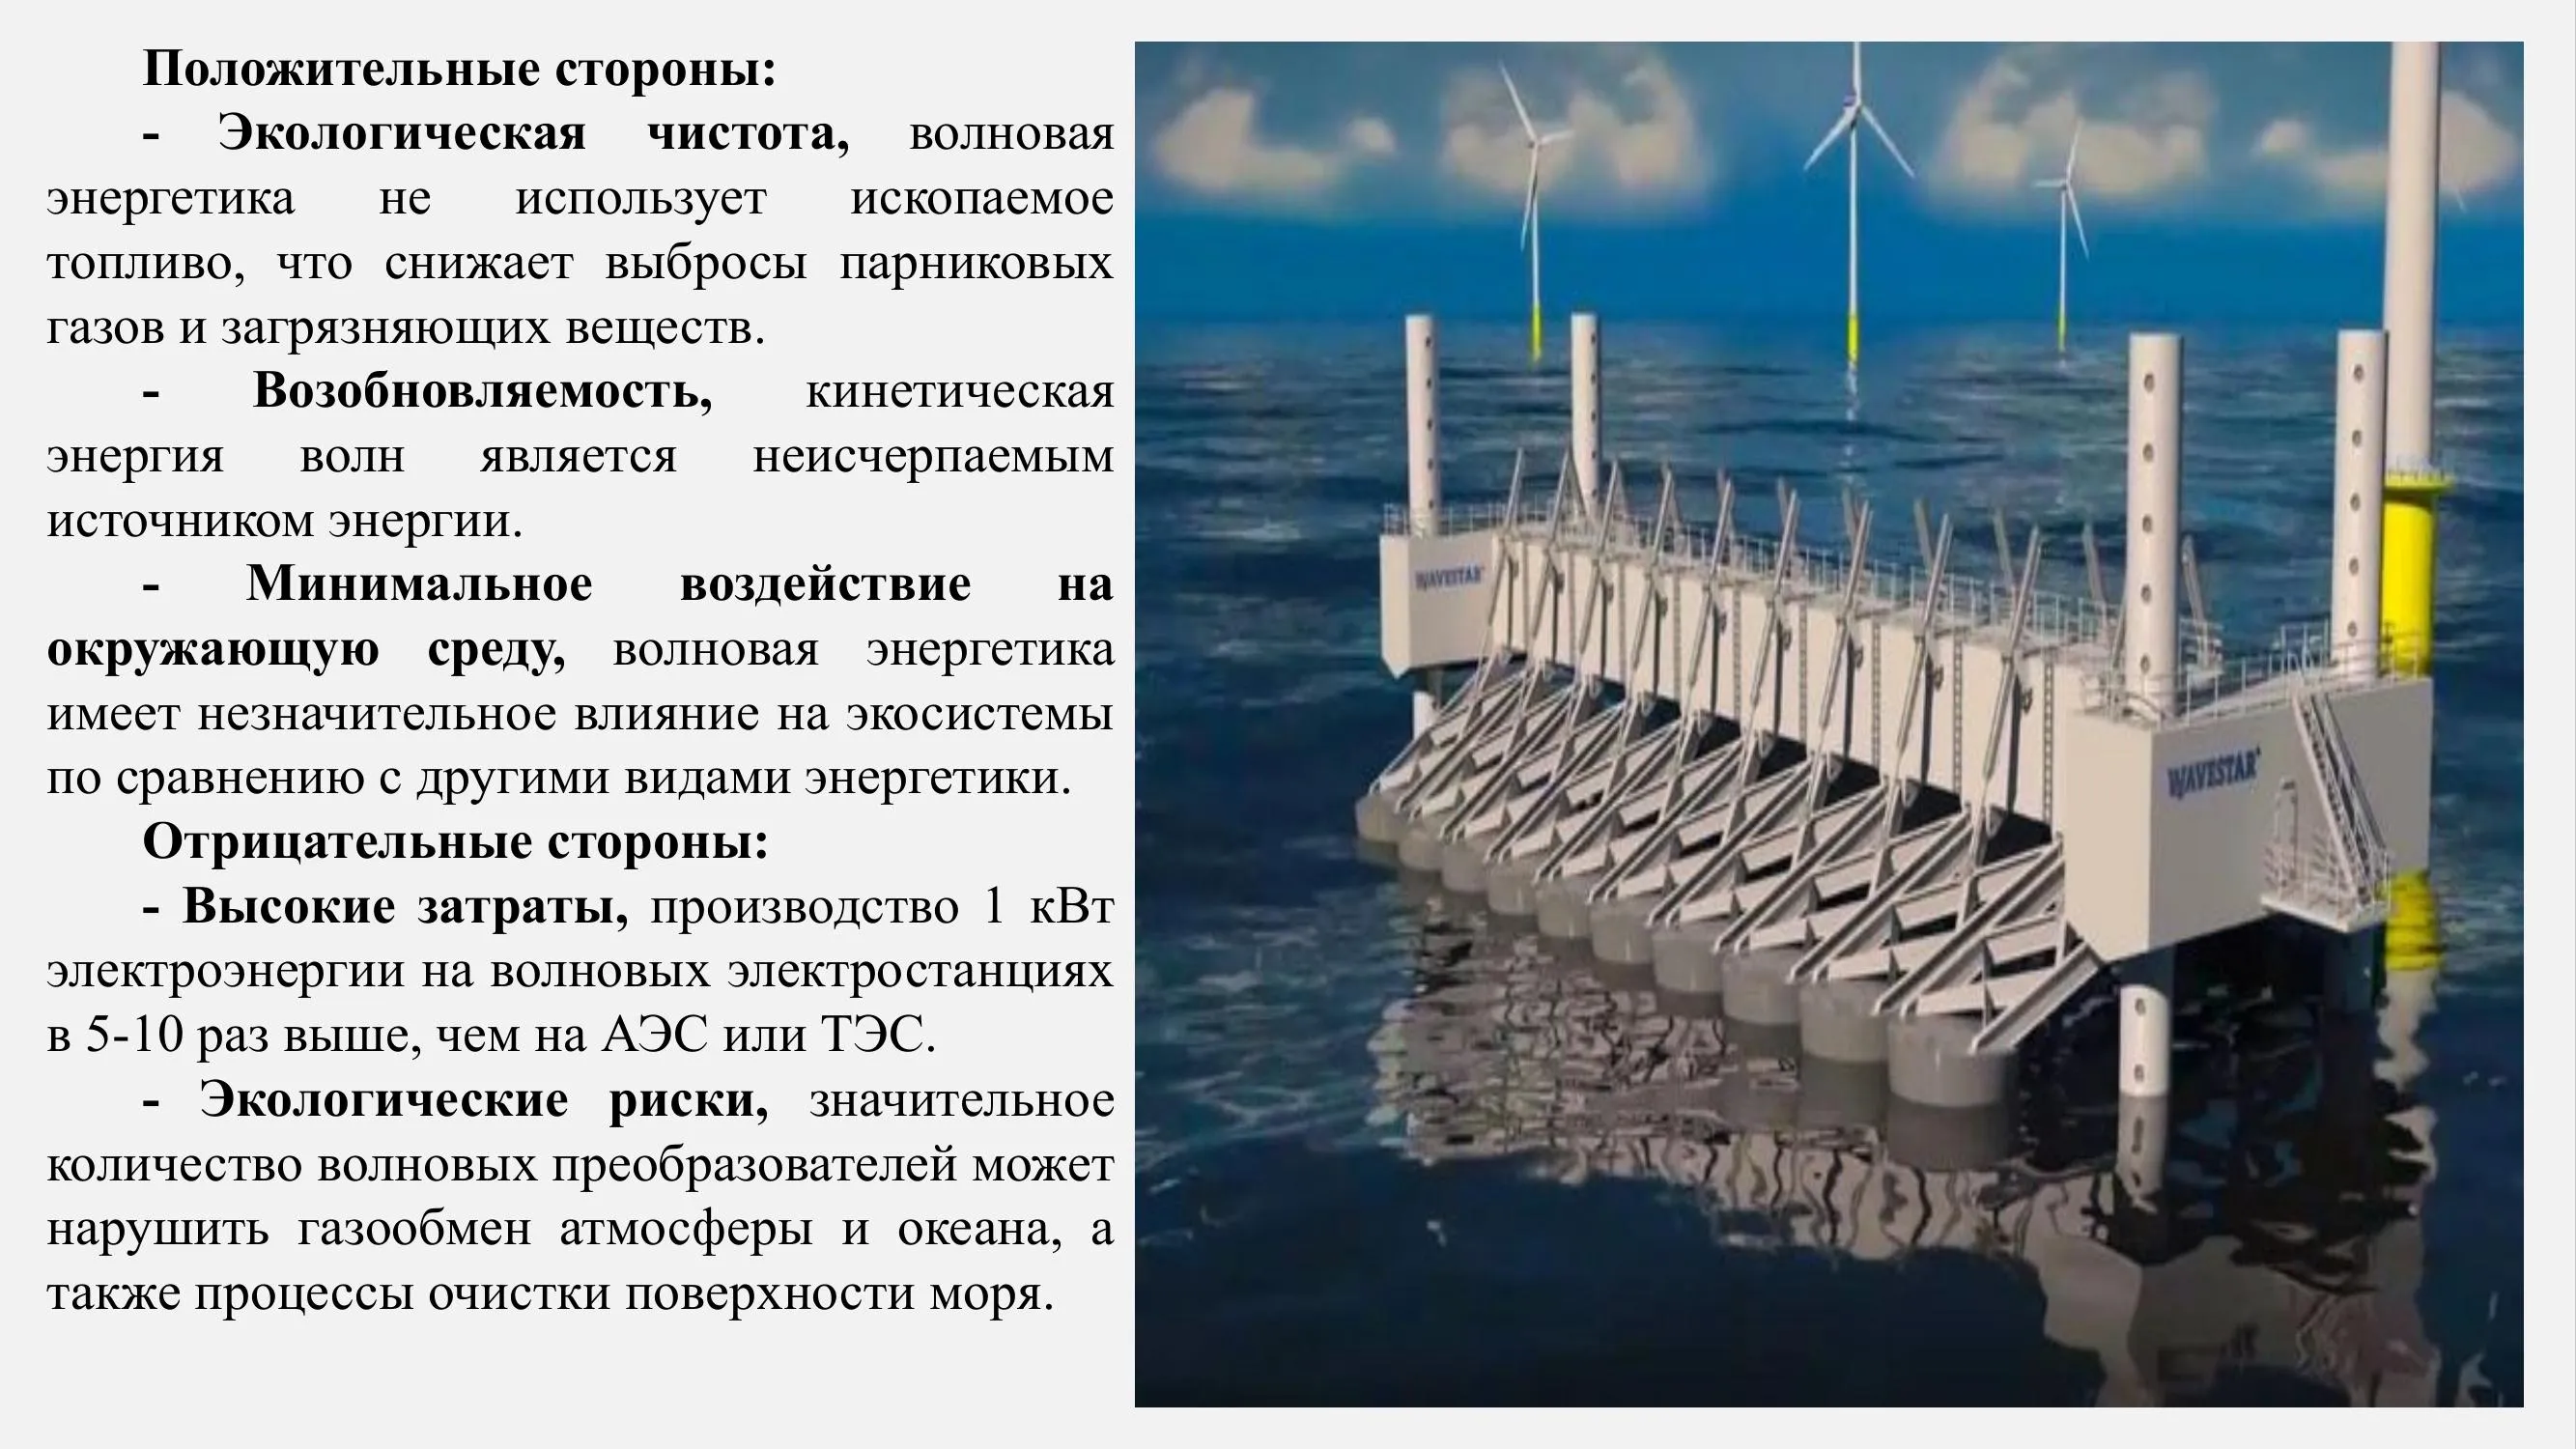 Положительные стороны:
- Экологическая чистота, волновая
энергетика не использует ископаемое
топливо, что снижает выбросы парниковых
газов и загрязняющих веществ.
- Возобновляемость, кинетическая
энергия волн является неисчерпаемым
источником энергии.
- Минимальное воздействие на
окружающую среду, волновая энергетика
имеет незначительное влияние на экосистемы
по сравнению с другими видами энергетики.
Отрицательные стороны:
- Высокие затраты, производство 1 кВт
электроэнергии на волновых электростанциях
в 5-10 раз выше, чем на АЭС или ТЭС.
- Экологические риски, значительное
количество волновых преобразователей может
нарушить газообмен атмосферы и океана, а
также процессы очистки поверхности моря.
WAVESTAR
WAVESTAR